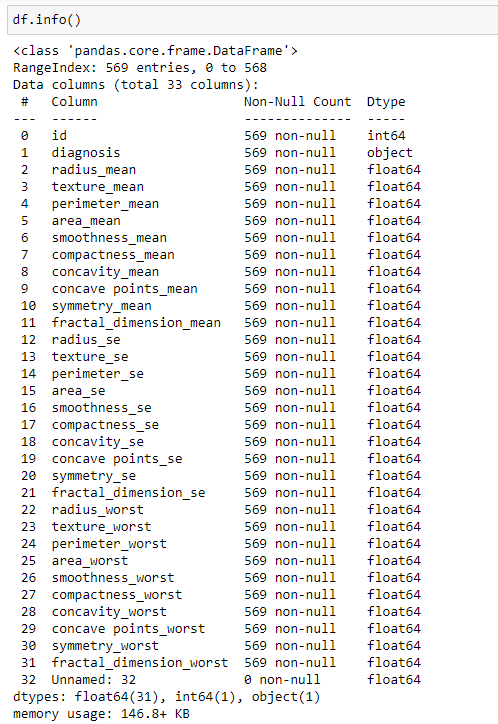 df.info()
<class 'pandas.core.frame.DataFrame'>
RangeIndex: 569 entries, 0 to 568
Data columns (total 33 columns):
 #   Column                   Non-Null Count  Dtype
---  ------                   --------------  -----
 0   id                       569 non-null    int64
 1   diagnosis                569 non-null    object
 2   radius_mean              569 non-null    float64
 3   texture_mean             569 non-null    float64
 4   perimeter_mean           569 non-null    float64
 5   area_mean                569 non-null    float64
 6   smoothness_mean          569 non-null    float64
 7   compactness_mean         569 non-null    float64
 8   concavity_mean           569 non-null    float64
 9   concave points_mean      569 non-null    float64
 10  symmetry_mean            569 non-null    float64
 11  fractal_dimension_mean   569 non-null    float64
 12  radius_se                569 non-null    float64
 13  texture_se               569 non-null    float64
 14  perimeter_se             569 non-null    float64
 15  area_se                  569 non-null    float64
 16  smoothness_se            569 non-null    float64
 17  compactness_se           569 non-null    float64
 18  concavity_se             569 non-null    float64
 19  concave points_se        569 non-null    float64
 20  symmetry_se              569 non-null    float64
 21  fractal_dimension_se     569 non-null    float64
 22  radius_worst             569 non-null    float64
 23  texture_worst            569 non-null    float64
 24  perimeter_worst          569 non-null    float64
 25  area_worst               569 non-null    float64
 26  smoothness_worst         569 non-null    float64
 27  compactness_worst        569 non-null    float64
 28  concavity_worst          569 non-null    float64
 29  concave points_worst     569 non-null    float64
 30  symmetry_worst           569 non-null    float64
 31  fractal_dimension_worst  569 non-null    float64
 32  Unnamed: 32              0 non-null      float64
dtypes: float64(31), int64(1), object(1)
memory usage: 146.8+ KB